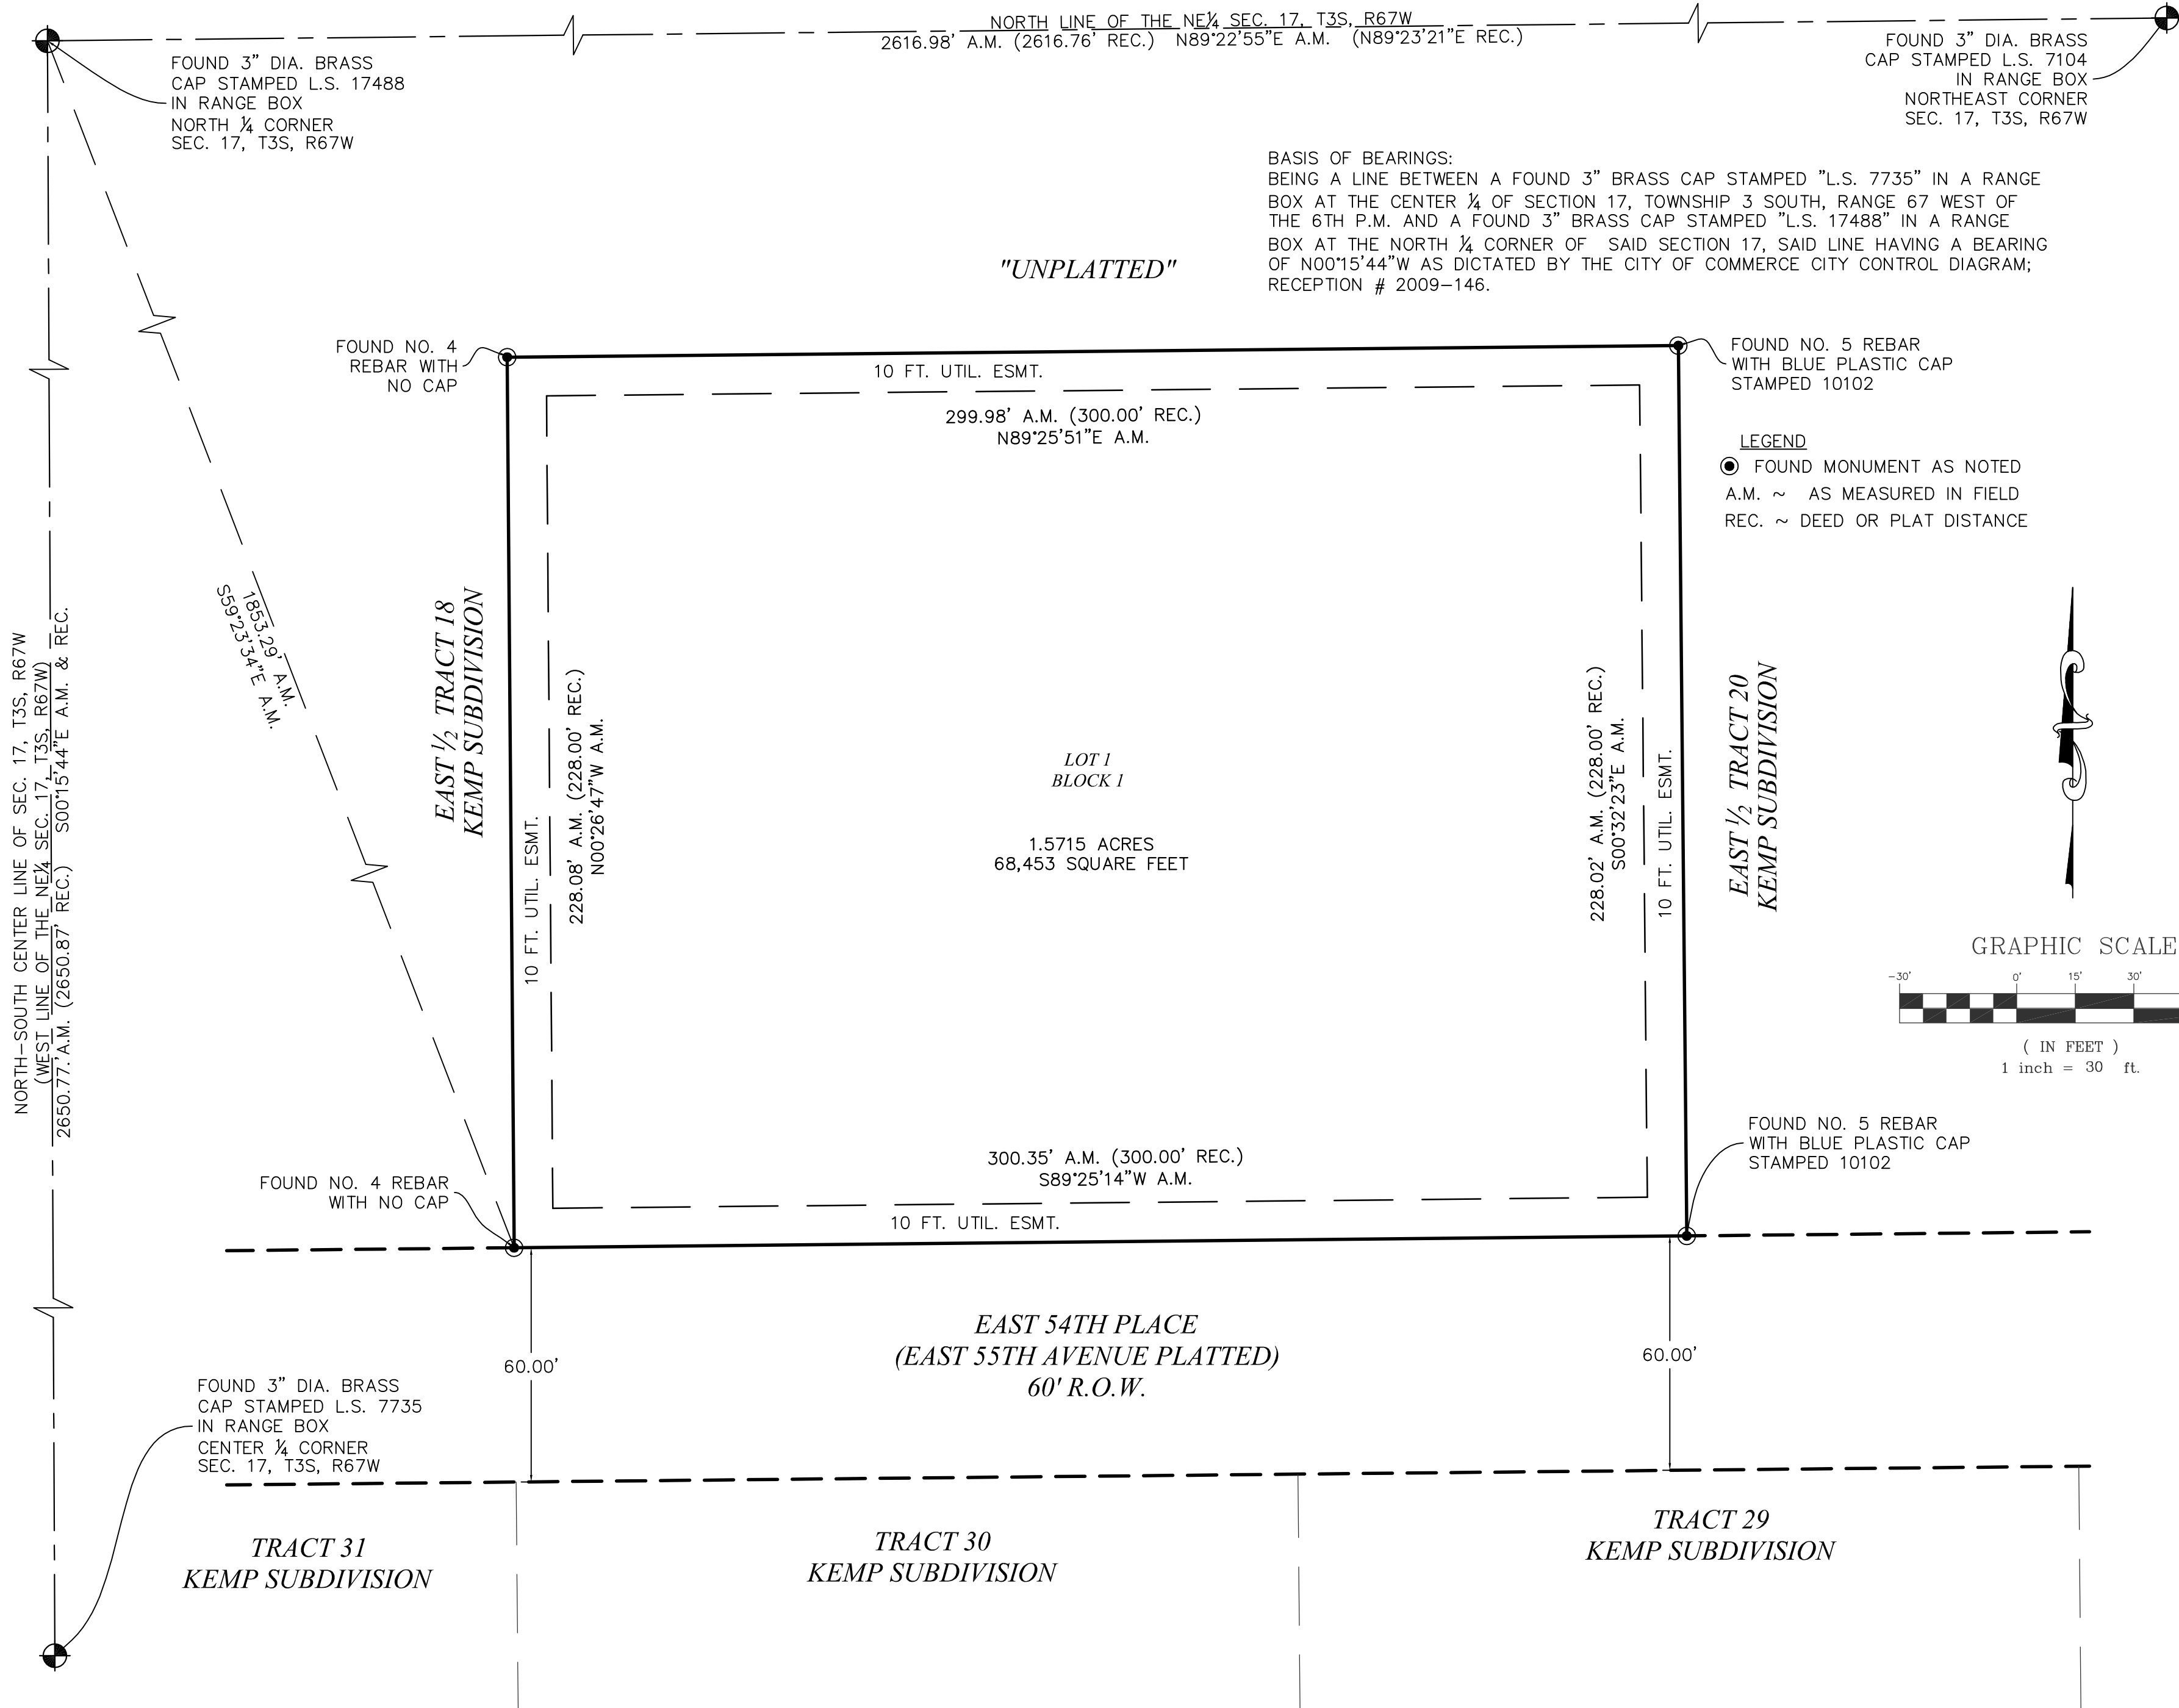 NORTH LINE OF THE NE¼ SEC. 17, T3S, R67W
2616.98' A.M. (2616.76' REC.) N89°22'55"E A.M. (N89°23'21"E REC.)
FOUND 3" DIA. BRASS
CAP STAMPED L.S. 17488
IN RANGE BOX
NORTH ¼ CORNER
SEC. 17, T3S, R67W
FOUND 3" DIA. BRASS
CAP STAMPED L.S. 7104
IN RANGE BOX
NORTHEAST CORNER
SEC. 17, T3S, R67W
BASIS OF BEARINGS:
BEING A LINE BETWEEN A FOUND 3" BRASS CAP STAMPED "L.S. 7735" IN A RANGE
BOX AT THE CENTER ¼ OF SECTION 17, TOWNSHIP 3 SOUTH, RANGE 67 WEST OF
THE 6TH P.M. AND A FOUND 3" BRASS CAP STAMPED "L.S. 17488" IN A RANGE
BOX AT THE NORTH ¼ CORNER OF SAID SECTION 17, SAID LINE HAVING A BEARING
OF N00°15'44"W AS DICTATED BY THE CITY OF COMMERCE CITY CONTROL DIAGRAM;
RECEPTION # 2009-146.
"UNPLATTED"
FOUND NO. 4
REBAR WITH
NO CAP
FOUND NO. 5 REBAR
WITH BLUE PLASTIC CAP
STAMPED 10102
10 FT. UTIL. ESMT.
299.98' A.M. (300.00' REC.)
N89°25'51"E A.M.
LEGEND
FOUND MONUMENT AS NOTED
A.M. ~ AS MEASURED IN FIELD
REC. ~ DEED OR PLAT DISTANCE
NORTH-SOUTH CENTER LINE OF SEC. 17, T3S, R67W
(WEST LINE OF THE NE¼ SEC. 17, T3S, R67W)
2650.77.'A.M. (2650.87' REC.) S00°15'44"E A.M. & REC.
1853.29' A.M.
S59°23'34"E A.M.
EAST ½ TRACT 18
KEMP SUBDIVISION
10 FT. UTIL. ESMT.
228.08' A.M. (228.00' REC.)
N00°26'47"W A.M.
LOT 1
BLOCK 1
1.5715 ACRES
68,453 SQUARE FEET
228.02' A.M. (228.00' REC.)
S00°32'23"E A.M.
10 FT. UTIL. ESMT.
EAST ½ TRACT 20
KEMP SUBDIVISION
GRAPHIC SCALE
-30' 0' 15' 30'
( IN FEET )
1 inch = 30 ft.
300.35' A.M. (300.00' REC.)
S89°25'14"W A.M.
10 FT. UTIL. ESMT.
FOUND NO. 4 REBAR
WITH NO CAP
FOUND NO. 5 REBAR
WITH BLUE PLASTIC CAP
STAMPED 10102
60.00'
EAST 54TH PLACE
(EAST 55TH AVENUE PLATTED)
60' R.O.W.
60.00'
FOUND 3" DIA. BRASS
CAP STAMPED L.S. 7735
IN RANGE BOX
CENTER ¼ CORNER
SEC. 17, T3S, R67W
TRACT 31
KEMP SUBDIVISION
TRACT 30
KEMP SUBDIVISION
TRACT 29
KEMP SUBDIVISION